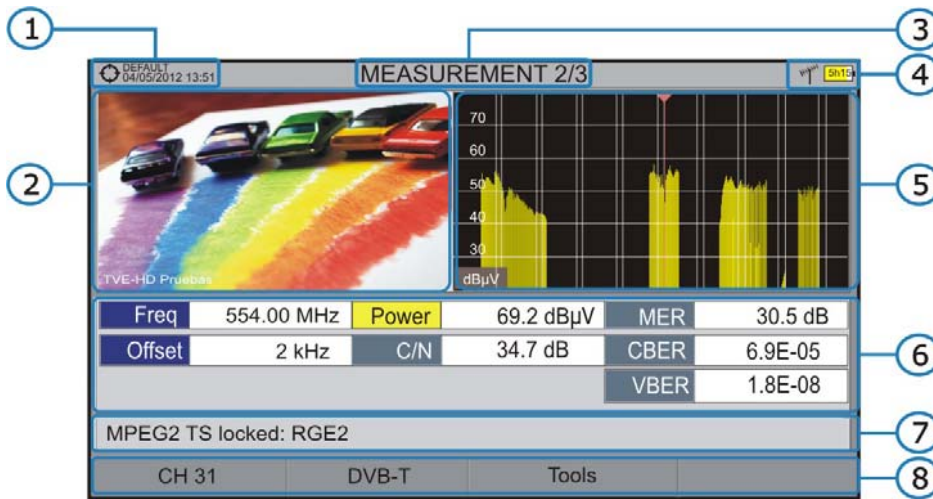 1
3
DEFAULT
04/05/2012 13:51
MEASUREMENT 2/3
5h15
4
2
70
60
50
40
30
dBµV
TVE-HD Pruebas
5
Freq 554.00 MHz Power 69.2 dBµV MER 30.5 dB
Offset 2 kHz C/N 34.7 dB CBER 6.9E-05
VBER 1.8E-08
6
MPEG2 TS locked: RGE2
7
CH 31 DVB-T Tools
8